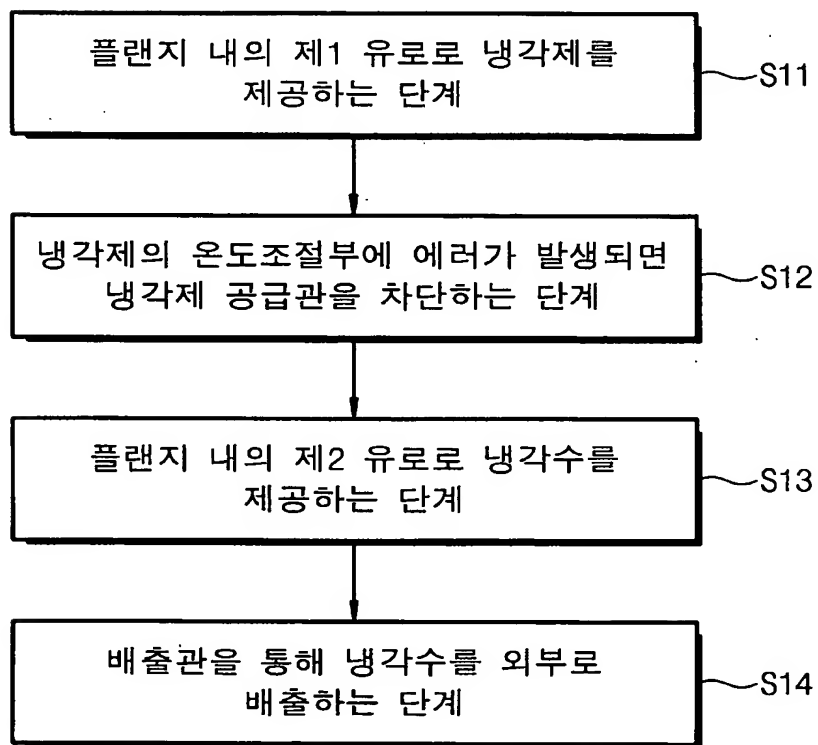 플랜지 내의 제1 유로로 냉각제를
제공하는 단계
S11
냉각제의 온도조절부에 에러가 발생되면
냉각제 공급관을 차단하는 단계
S12
플랜지 내의 제2 유로로 냉각수를
제공하는 단계
S13
배출관을 통해 냉각수를 외부로
배출하는 단계
S14